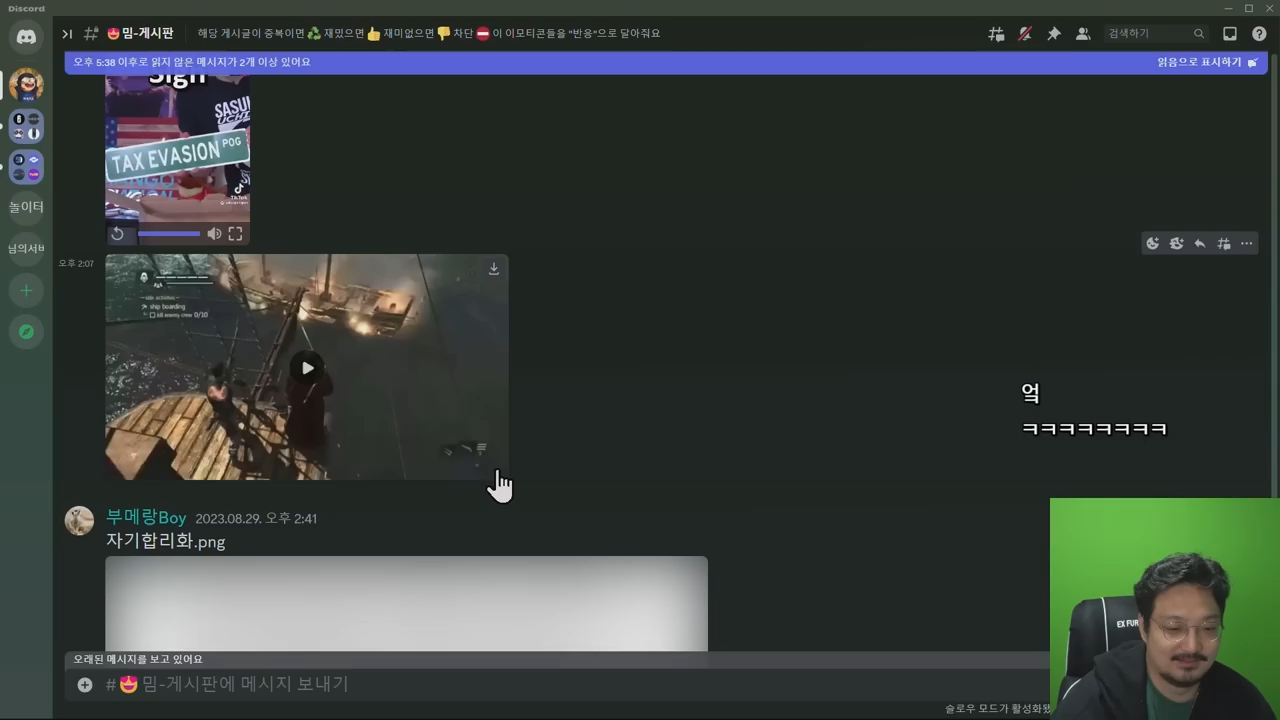 Discord
밈-게시판
해당 게시글이 중복이면 재밌으면 재미없으면 차단 이 이모티콘들을 "반응"으로 달아줘요
검색하기
오후 5:38 이후로 읽지 않은 메시지가 2개 이상 있어요
읽음으로 표시하기
Sign
SASUKE
UCHI
TAX EVASION POG
TikTok
놀이터
님의서버
오후 2:07
ship boarding
kill enemy crew 0/10
엌
ㅋㅋㅋㅋㅋㅋㅋㅋ
부메랑Boy 2023.08.29. 오후 2:41
자기합리화.png
EX FUR
오래된 메시지를 보고 있어요
#밈-게시판에 메시지 보내기
슬로우 모드가 활성화됐